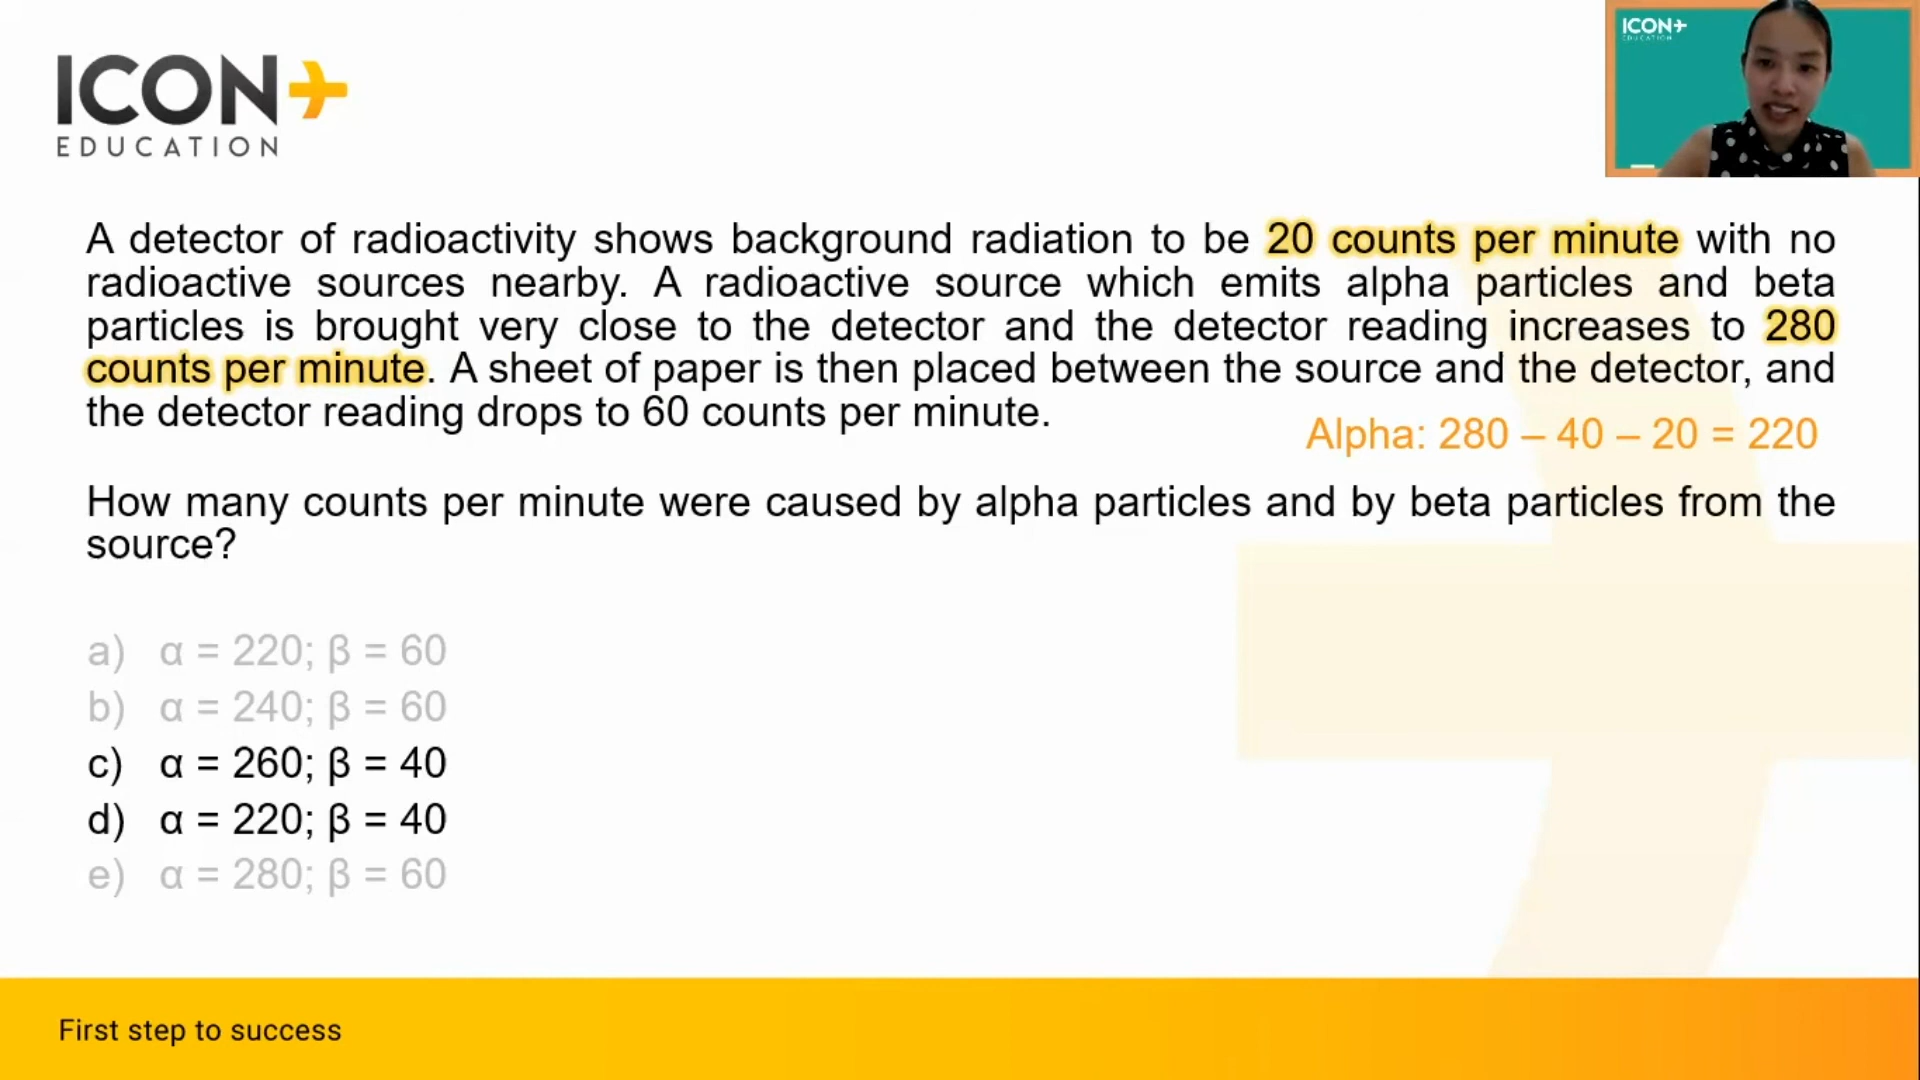 ICON+
EDUCATION
ICON+
EDUCATION
A detector of radioactivity shows background radiation to be 20 counts per minute with no
radioactive sources nearby. A radioactive source which emits alpha particles and beta
particles is brought very close to the detector and the detector reading increases to 280
counts per minute. A sheet of paper is then placed between the source and the detector, and
the detector reading drops to 60 counts per minute.
Alpha: 280 – 40 – 20 = 220
How many counts per minute were caused by alpha particles and by beta particles from the
source?
a) α = 220; β = 60
b) α = 240; β = 60
c) α = 260; β = 40
d) α = 220; β = 40
e) α = 280; β = 60
First step to success